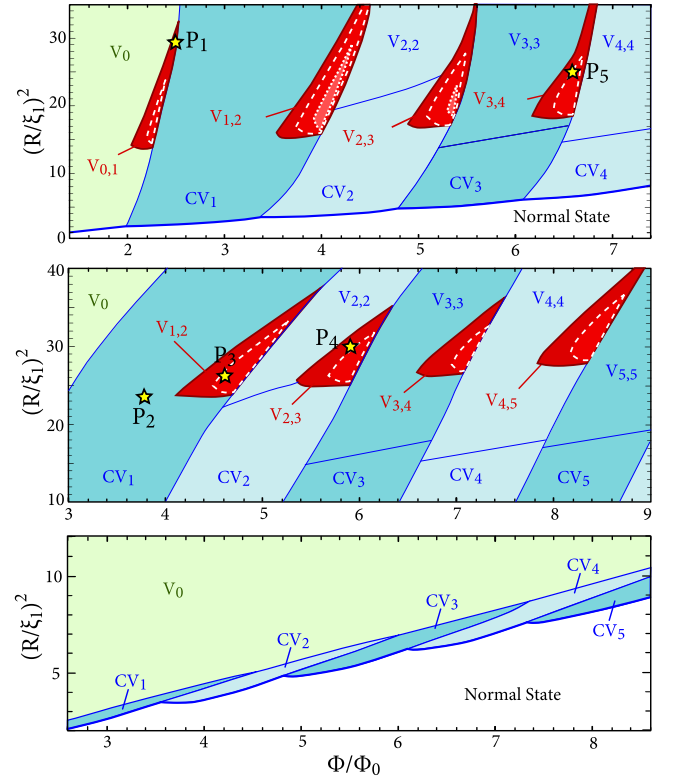 (R/ξ1)^2
30
20
10
0
V0
P1
V2,2
V3,3
V4,4
V1,2
V3,4
P5
V2,3
V0,1
CV1
CV2
CV3
CV4
Normal State
2 3 4 5 6 7
(R/ξ1)^2
40
30
20
10
V0
V1,2
P3
P2
V2,2
P4
V3,3
V4,4
V2,3
V3,4
V4,5
V5,5
CV1
CV2
CV3
CV4
CV5
3 4 5 6 7 8 9
(R/ξ1)^2
10
5
V0
CV4
CV3
CV2
CV1
CV5
Normal State
3 4 5 6 7 8
Φ/Φ0